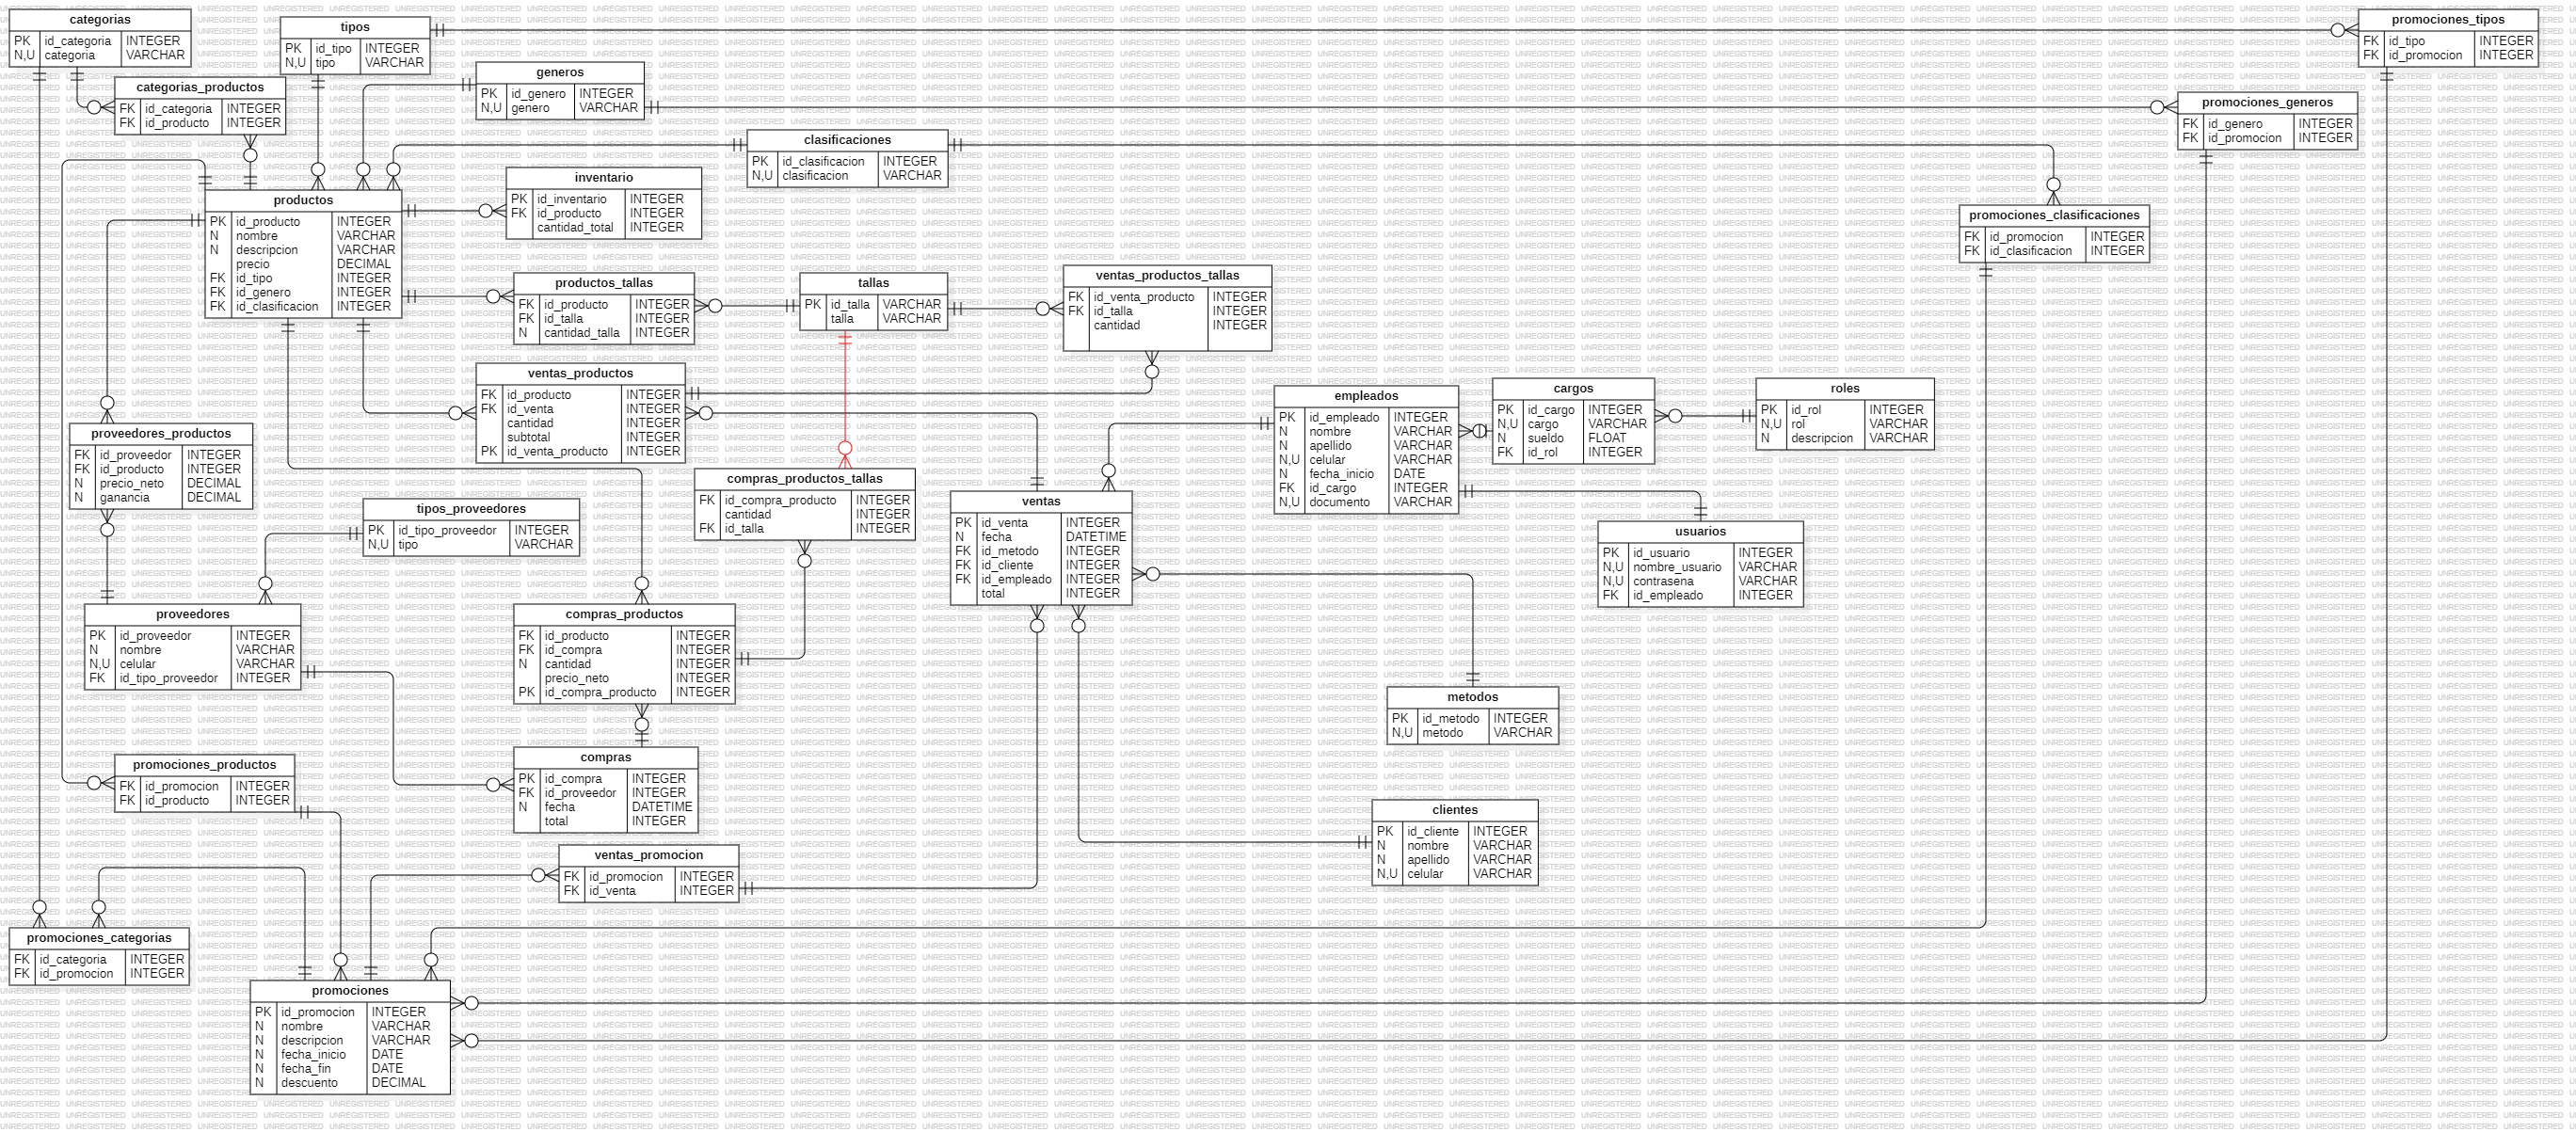 categorias
PK id_categoria INTEGER
N,U categoria VARCHAR
tipos
PK id_tipo INTEGER
N,U tipo VARCHAR
promociones_tipos
FK id_tipo INTEGER
FK id_promocion INTEGER
generos
PK id_genero INTEGER
N,U genero VARCHAR
categorias_productos
FK id_categoria INTEGER
FK id_producto INTEGER
promociones_generos
FK id_genero INTEGER
FK id_promocion INTEGER
clasificaciones
PK id_clasificacion INTEGER
N,U clasificacion VARCHAR
inventario
PK id_inventario INTEGER
FK id_producto INTEGER
cantidad_total INTEGER
productos
PK id_producto INTEGER
N nombre VARCHAR
N descripcion VARCHAR
precio DECIMAL
FK id_tipo INTEGER
FK id_genero INTEGER
FK id_clasificacion INTEGER
promociones_clasificaciones
FK id_promocion INTEGER
FK id_clasificacion INTEGER
productos_tallas
FK id_producto INTEGER
FK id_talla INTEGER
N cantidad_talla INTEGER
tallas
PK id_talla VARCHAR
talla VARCHAR
ventas_productos_tallas
FK id_venta_producto INTEGER
FK id_talla INTEGER
cantidad INTEGER
ventas_productos
FK id_producto INTEGER
FK id_venta INTEGER
cantidad INTEGER
subtotal INTEGER
PK id_venta_producto INTEGER
empleados
PK id_empleado INTEGER
N nombre VARCHAR
N apellido VARCHAR
N,U celular VARCHAR
N fecha_inicio DATE
FK id_cargo INTEGER
N,U documento VARCHAR
cargos
PK id_cargo INTEGER
N,U cargo VARCHAR
N sueldo FLOAT
FK id_rol INTEGER
roles
PK id_rol INTEGER
N,U rol VARCHAR
N descripcion VARCHAR
proveedores_productos
FK id_proveedor INTEGER
FK id_producto INTEGER
N precio_neto DECIMAL
N ganancia DECIMAL
compras_productos_tallas
FK id_compra_producto INTEGER
cantidad INTEGER
FK id_talla INTEGER
tipos_proveedores
PK id_tipo_proveedor INTEGER
N,U tipo VARCHAR
ventas
PK id_venta INTEGER
N fecha DATETIME
FK id_metodo INTEGER
FK id_cliente INTEGER
FK id_empleado INTEGER
total INTEGER
usuarios
PK id_usuario INTEGER
N,U nombre_usuario VARCHAR
N,U contrasena VARCHAR
FK id_empleado INTEGER
proveedores
PK id_proveedor INTEGER
N nombre VARCHAR
N,U celular VARCHAR
FK id_tipo_proveedor INTEGER
compras_productos
FK id_producto INTEGER
FK id_compra INTEGER
N cantidad INTEGER
precio_neto INTEGER
PK id_compra_producto INTEGER
metodos
PK id_metodo INTEGER
N,U metodo VARCHAR
compras
PK id_compra INTEGER
FK id_proveedor INTEGER
N fecha DATETIME
total INTEGER
promociones_productos
FK id_promocion INTEGER
FK id_producto INTEGER
clientes
PK id_cliente INTEGER
N nombre VARCHAR
N apellido VARCHAR
N,U celular VARCHAR
ventas_promocion
FK id_promocion INTEGER
FK id_venta INTEGER
promociones_categorias
FK id_categoria INTEGER
FK id_promocion INTEGER
promociones
PK id_promocion INTEGER
N nombre VARCHAR
N descripcion VARCHAR
N fecha_inicio DATE
N fecha_fin DATE
N descuento DECIMAL
UNREGISTERED